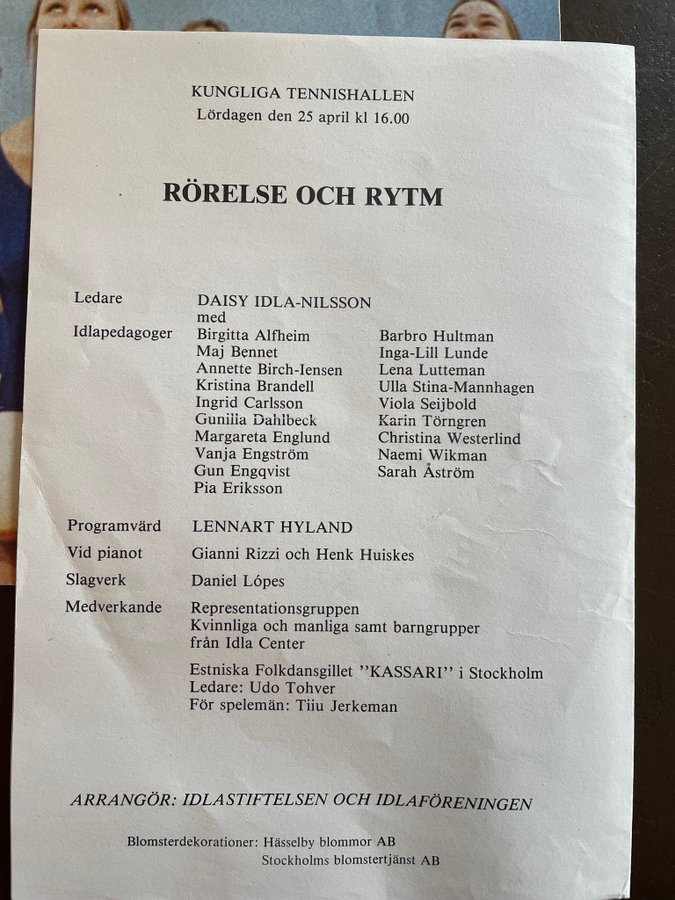 KUNGLIGA TENNISHALLEN
Lördagen den 25 april kl 16.00
RÖRELSE OCH RYTM
Ledare DAISY IDLA-NILSSON
med
Idlapedagoger Birgitta Alfheim Barbro Hultman
Maj Bennet Inga-Lill Lunde
Annette Birch-Iensen Lena Lutteman
Kristina Brandell Ulla Stina-Mannhagen
Ingrid Carlsson Viola Seijbold
Gunilla Dahlbeck Karin Törngren
Margareta Englund Christina Westerlind
Vanja Engström Naemi Wikman
Gun Engqvist Sarah Åström
Pia Eriksson
Programvärd LENNART HYLAND
Vid pianot Gianni Rizzi och Henk Huiskes
Slagverk Daniel Lópes
Medverkande Representationsgruppen
Kvinnliga och manliga samt barngrupper
från Idla Center
Estniska Folkdansgillet ''KASSARI'' i Stockholm
Ledare: Udo Tohver
För spelemän: Tiiu Jerkeman
ARRANGÖR: IDLASTIFTELSEN OCH IDLAFÖRENINGEN
Blomsterdekorationer: Hässelby blommor AB
Stockholms blomstertjänst AB